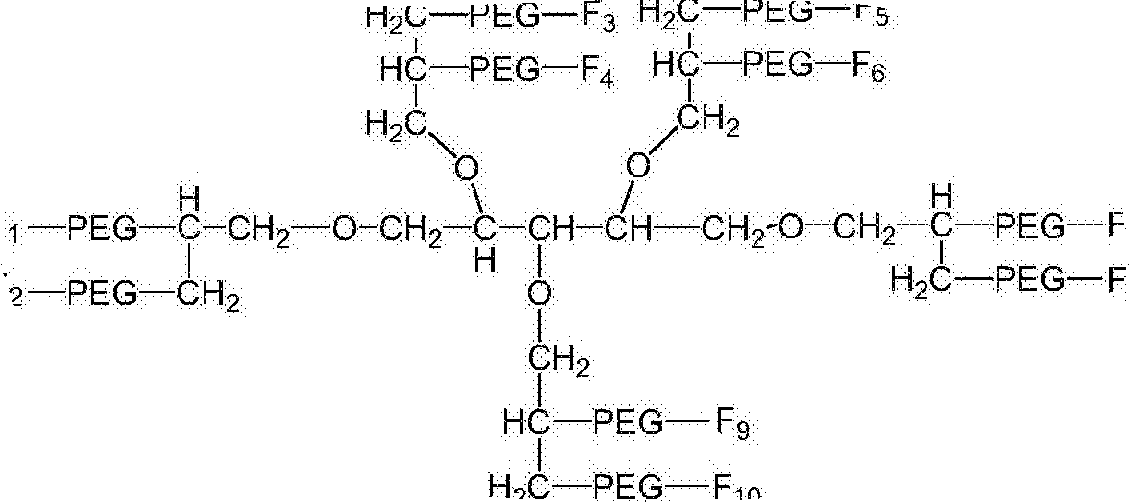 H₂C—PEG—F₃ H₂C—PEG—F₅
HC—PEG—F₄ HC—PEG—F₆
H₂C CH₂
O O
H H
1—PEG—C—CH₂—O—CH₂—C—CH—CH—CH₂—O—CH₂—C—PEG—F
H H₂C—PEG—F
2—PEG—CH₂ O
CH₂
HC—PEG—F₉
H₂C—PEG—F₁₀